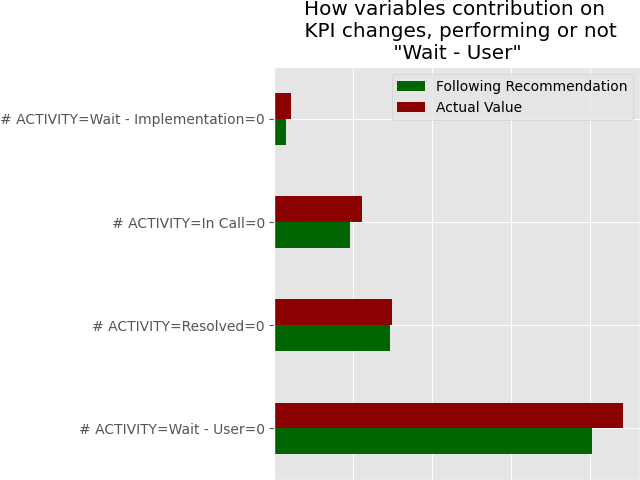 How variables contribution on
KPI changes, performing or not
"Wait - User"
Following Recommendation
Actual Value
# ACTIVITY=Wait - Implementation=0
# ACTIVITY=In Call=0
# ACTIVITY=Resolved=0
# ACTIVITY=Wait - User=0